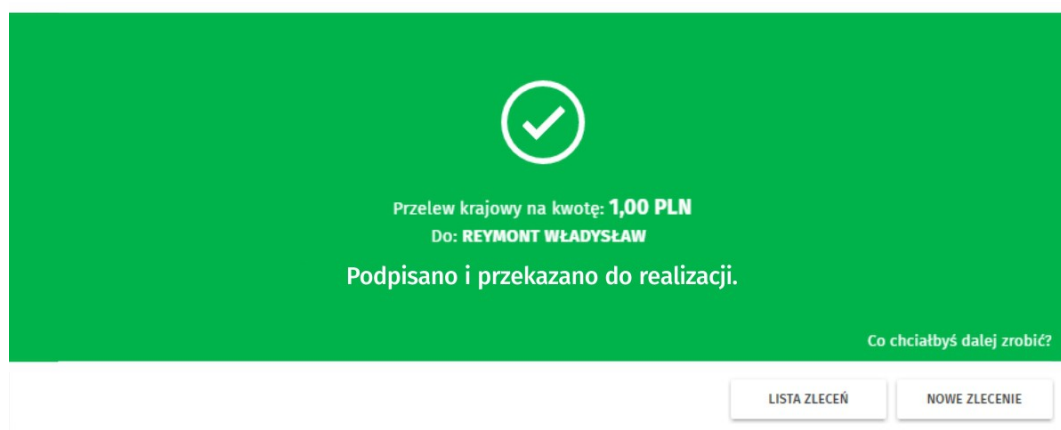 Przelew krajowy na kwotę: 1,00 PLN
Do: REYMONT WŁADYSŁAW
Podpisano i przekazano do realizacji.
Co chciałbyś dalej zrobić?
LISTA ZLECEŃ NOWE ZLECENIE